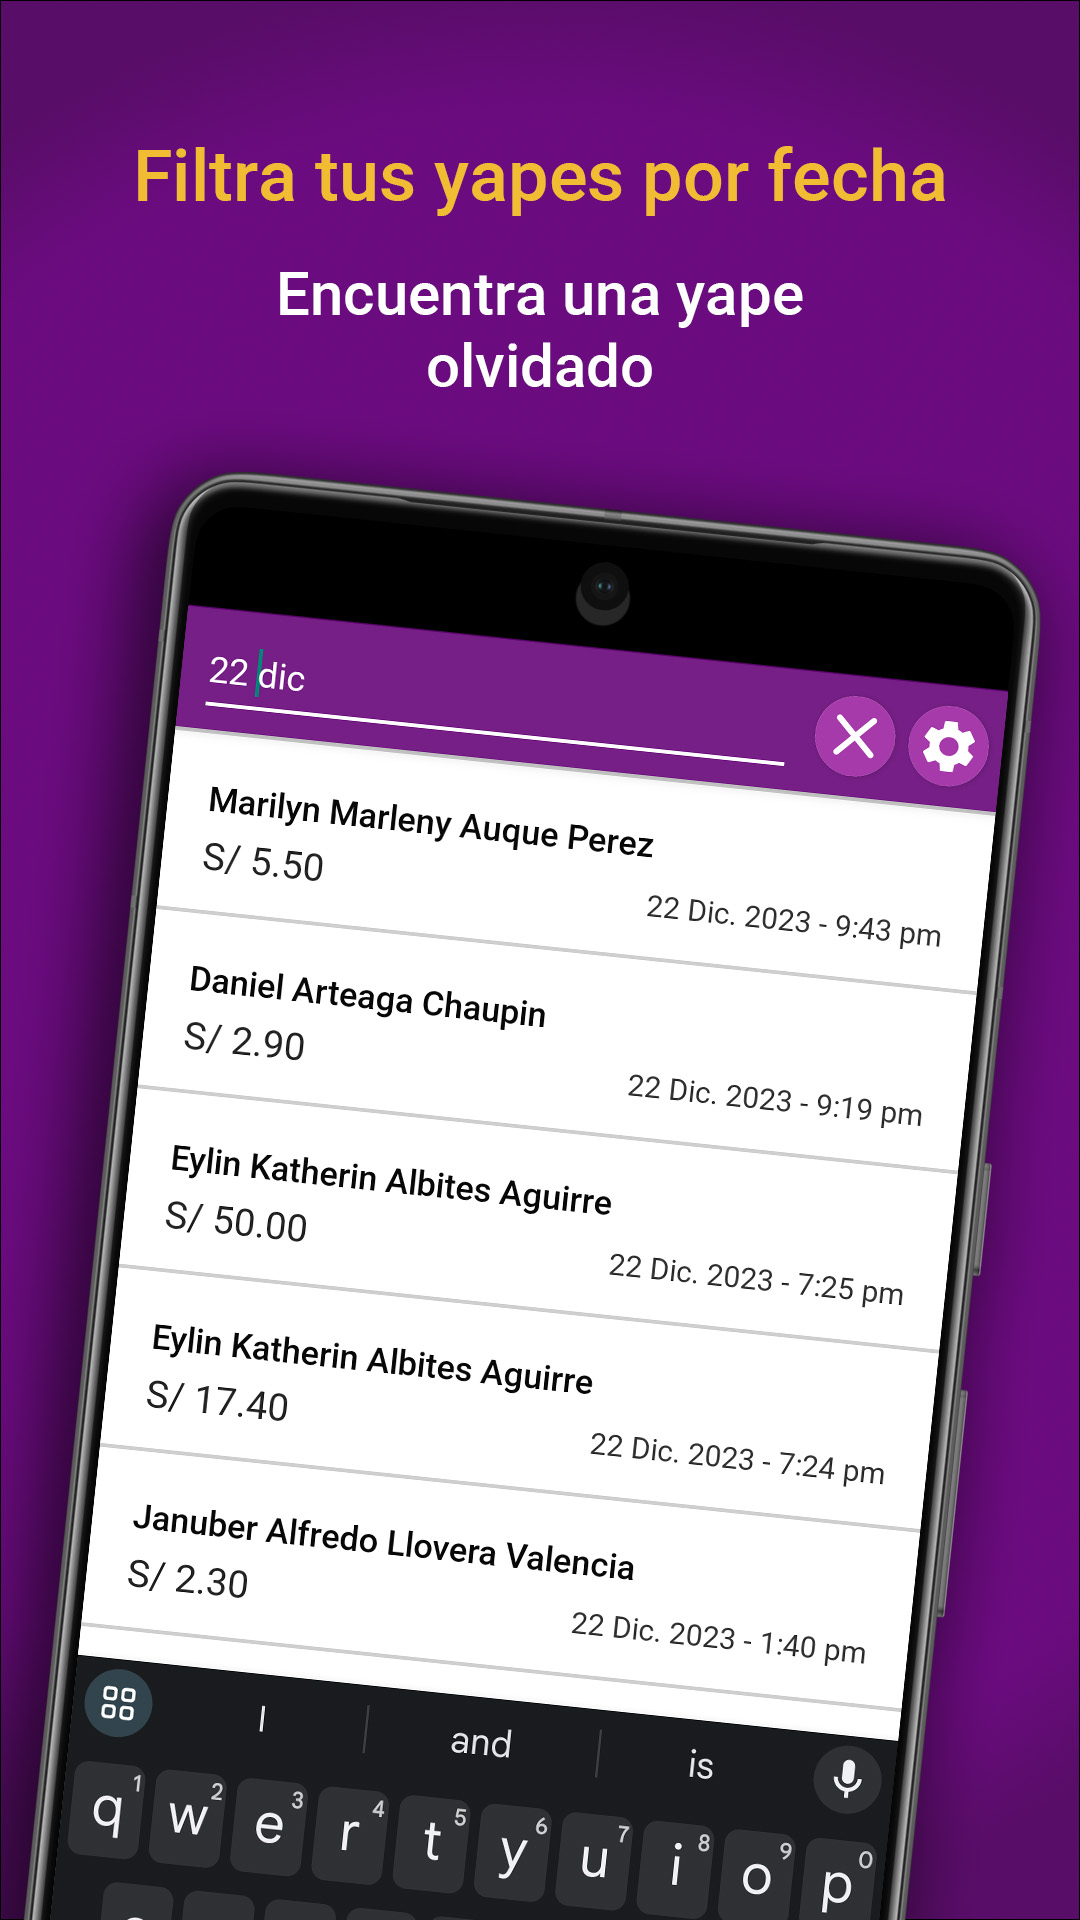 Filtra tus yapes por fecha
Encuentra una yape
olvidado
22 dic
Marilyn Marleny Auque Perez
S/ 5.50
22 Dic. 2023 - 9:43 pm
Daniel Arteaga Chaupin
S/ 2.90
22 Dic. 2023 - 9:19 pm
Eylin Katherin Albites Aguirre
S/ 50.00
22 Dic. 2023 - 7:25 pm
Eylin Katherin Albites Aguirre
S/ 17.40
22 Dic. 2023 - 7:24 pm
Januber Alfredo Llovera Valencia
S/ 2.30
22 Dic. 2023 - 1:40 pm
I and is
q 1 w 2 e 3 r 4 t 5 y 6 u 7 i 8 o 9 p 0